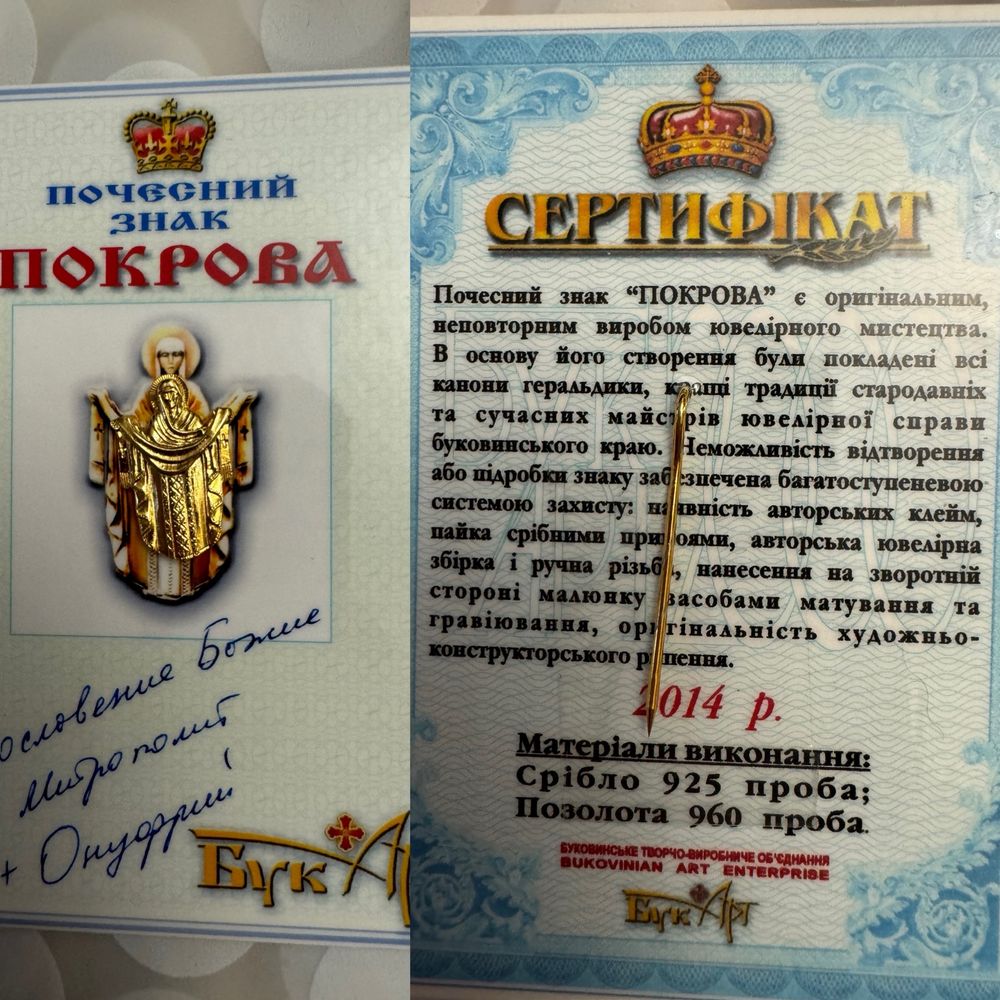 ПОЧЕСНИЙ
ЗНАК
ПОКРОВА
Божие
Митрополит
+ Онуфрий
БукАрт
СЕРТИФІКАТ
Почесний знак “ПОКРОВА” є оригінальним,
неповторним виробом ювелірного мистецтва.
В основу його створення були покладені всі
канони геральдики, кращі традиції стародавніх
та сучасних майстрів ювелірної справи
буковинського краю. Неможливість відтворення
або підробки знаку забезпечена багатоступеневою
системою захисту: наявність авторських клейм,
пайка срібними припоями, авторська ювелірна
збірка і ручна різьба, нанесення на зворотній
стороні малюнку засобами матування та
гравіювання, оригінальність художньо-
конструкторського рішення.
2014 р.
Матеріали виконання:
Срібло 925 проба;
Позолота 960 проба.
БУКОВИНСЬКЕ ТВОРЧО-ВИРОБНИЧЕ ОБ'ЄДНАННЯ
BUKOVINIAN ART ENTERPRISE
БукАрт